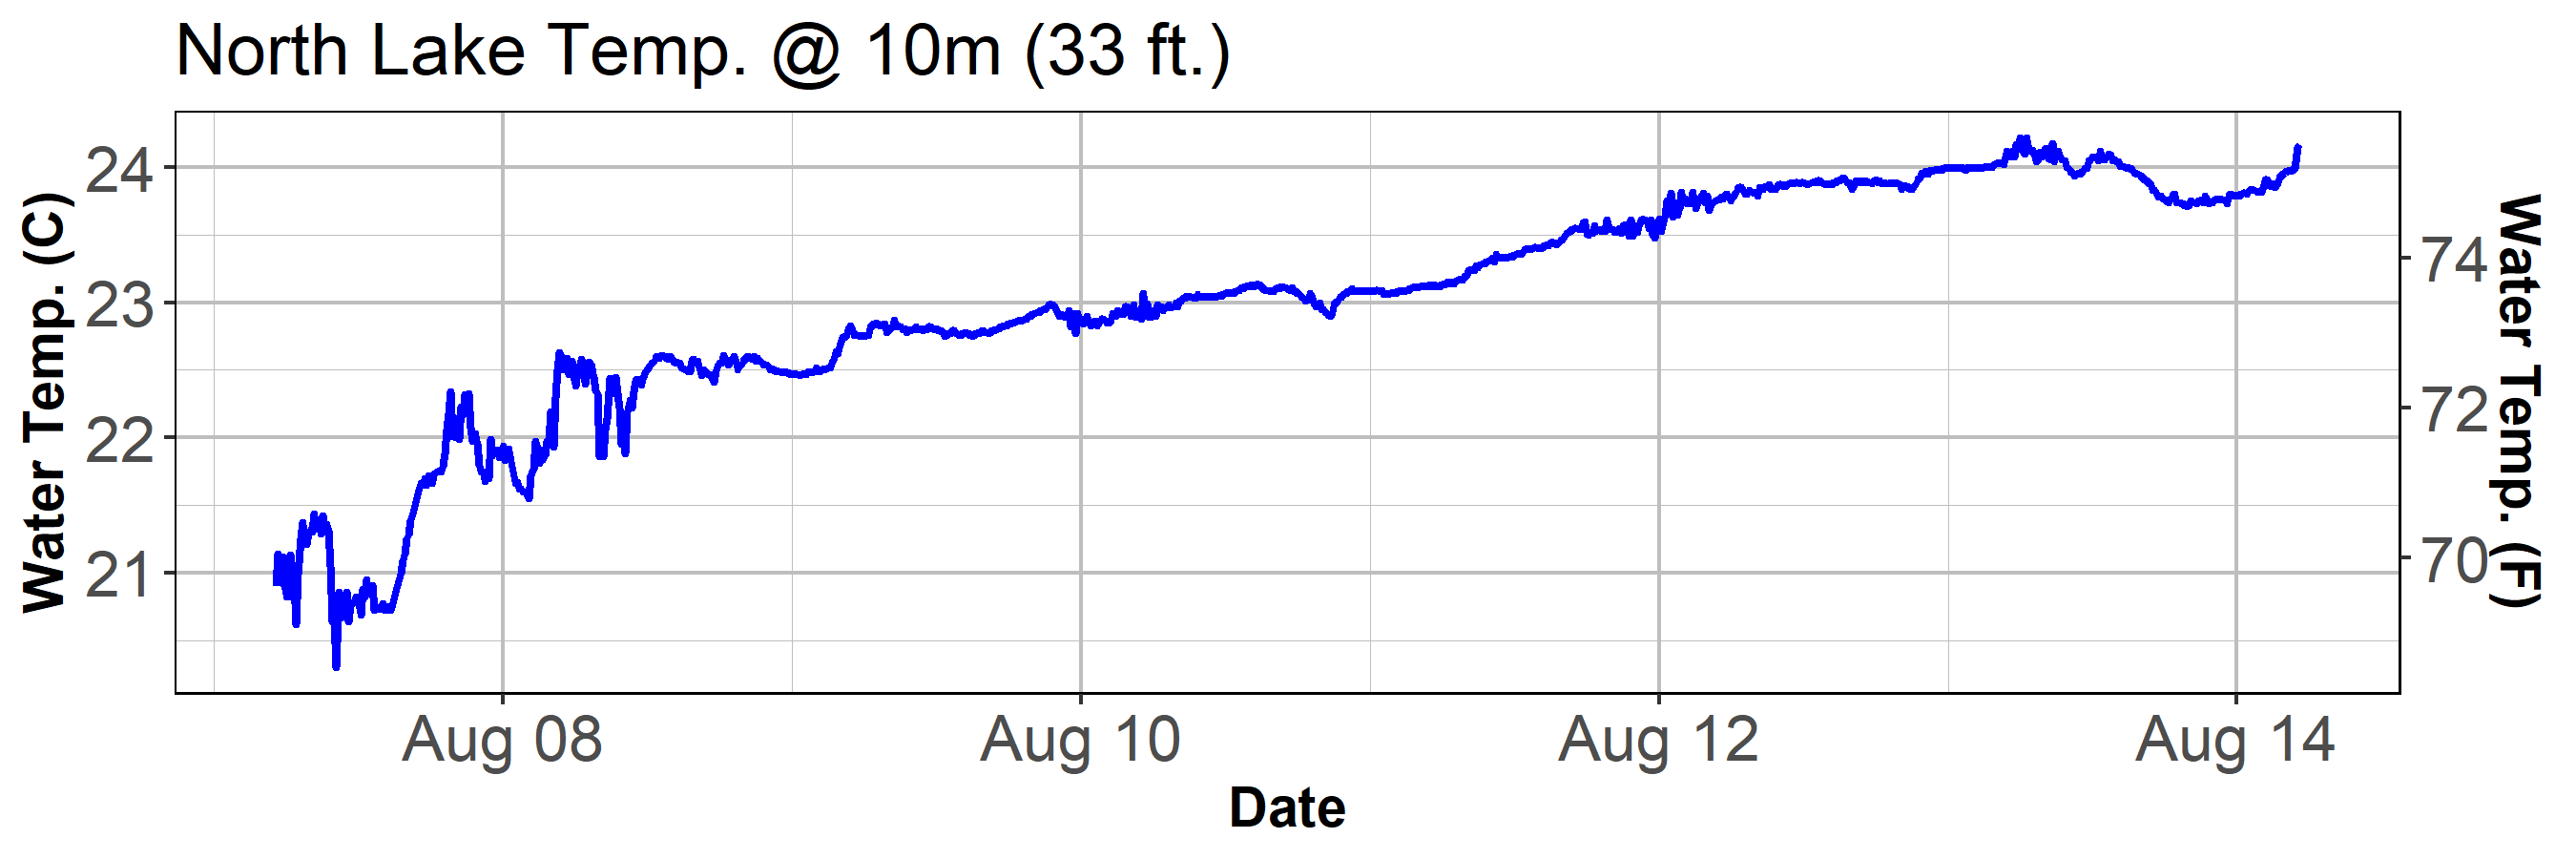 North Lake Temp. @ 10m (33 ft.)
Water Temp. (C)
24
23
22
21
74
72
70
Water Temp. (F)
Aug 08
Aug 10
Aug 12
Aug 14
Date